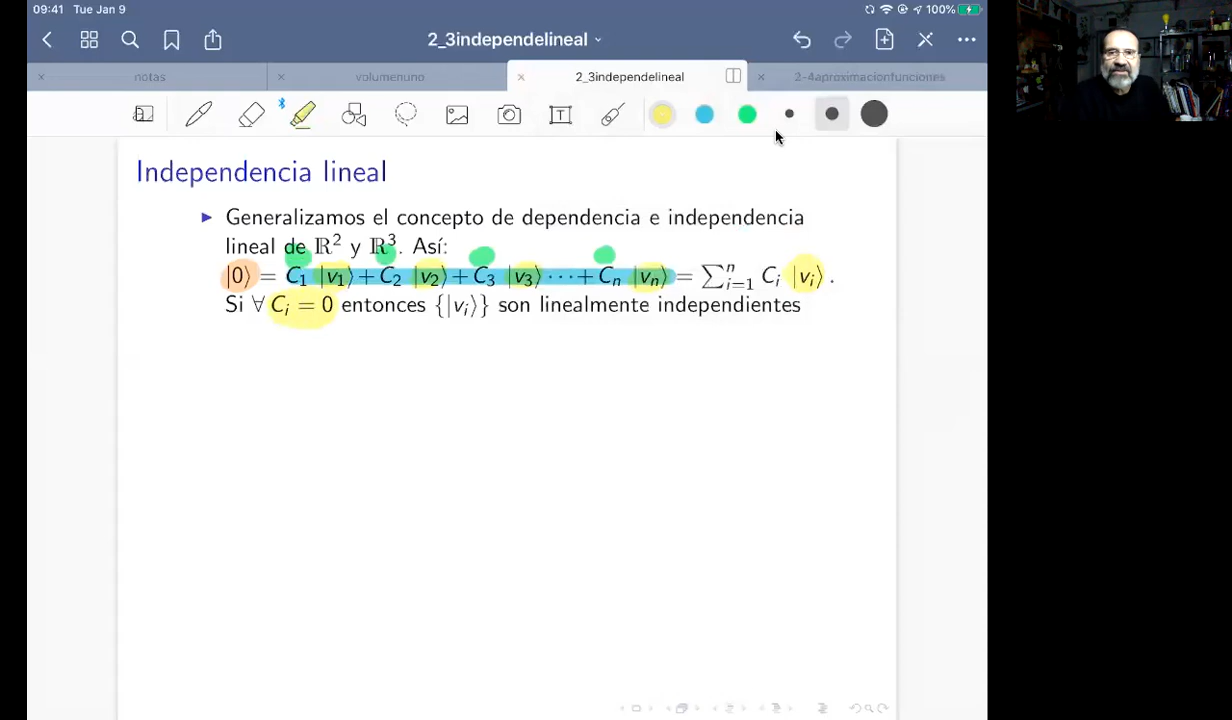 09:41 Tue Jan 9
100%
2_3independelineal
notas
volumenuno
2_3independelineal
2-4aproximacionfunciones
Independencia lineal
Generalizamos el concepto de dependencia e independencia
lineal de ℝ² y ℝ³. Así:
|0⟩ = C₁ |v₁⟩ + C₂ |v₂⟩ + C₃ |v₃⟩ ⋯ + Cₙ |vₙ⟩ = ∑ⁿᵢ₌₁ Cᵢ |vᵢ⟩ .
Si ∀ Cᵢ = 0 entonces {|vᵢ⟩} son linealmente independientes